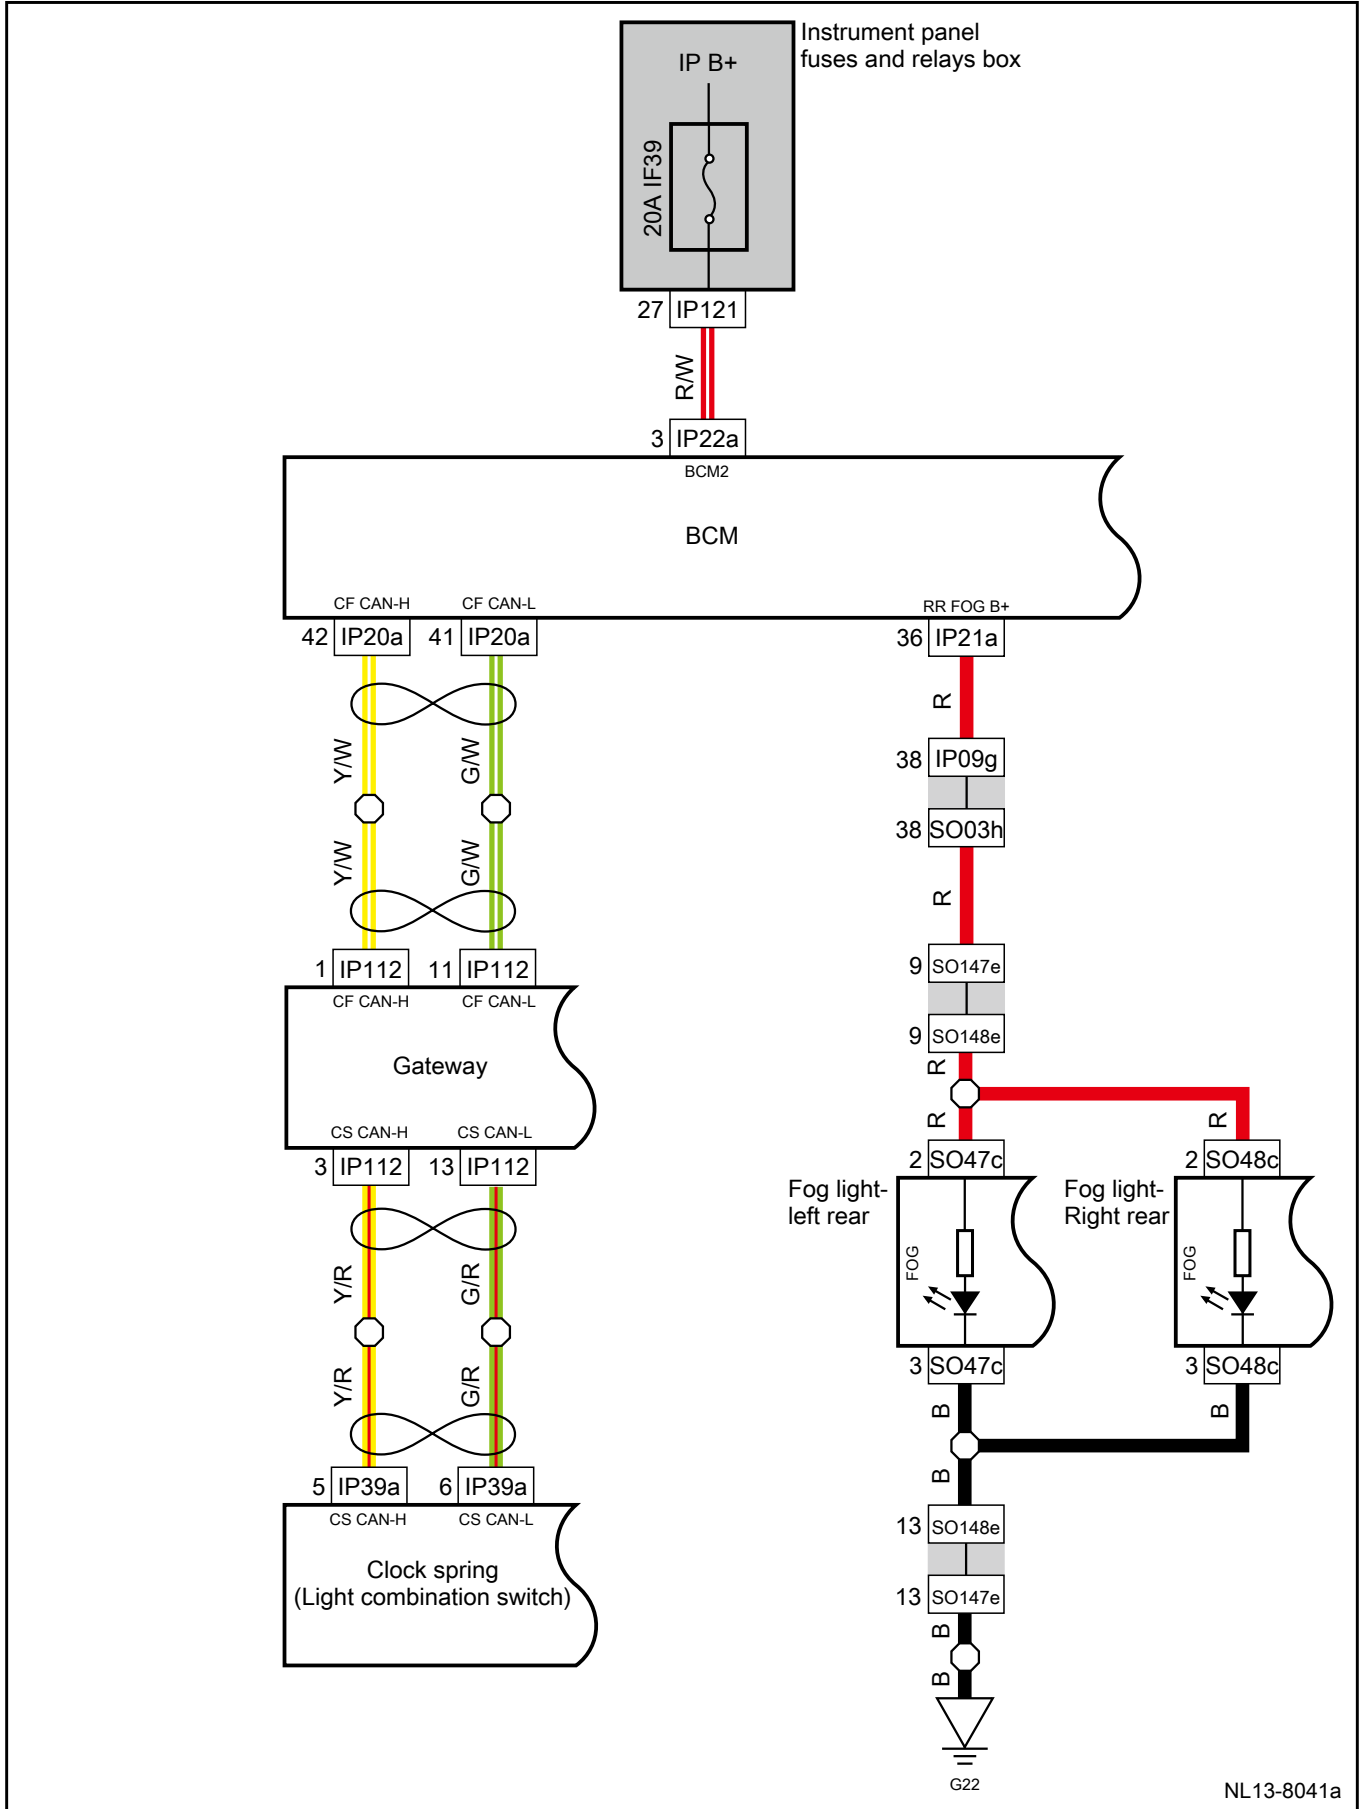 Instrument panel
fuses and relays box
IP B+
20A IF39
27 IP121
R/W
3 IP22a
BCM2
BCM
CF CAN-H CF CAN-L RR FOG B+
42 IP20a 41 IP20a 36 IP21a
R
Y/W G/W
38 IP09g
38 SO03h
Y/W G/W
R
1 IP112 11 IP112 9 SO147e
CF CAN-H CF CAN-L
9 SO148e
Gateway
R
CS CAN-H CS CAN-L
R R
3 IP112 13 IP112 2 SO47c 2 SO48c
Fog light-
left rear
Fog light-
Right rear
FOG FOG
Y/R G/R
Y/R G/R
3 SO47c 3 SO48c
B B
B
5 IP39a 6 IP39a
CS CAN-H CS CAN-L
13 SO148e
Clock spring
(Light combination switch)
13 SO147e
B
B
G22
NL13-8041a